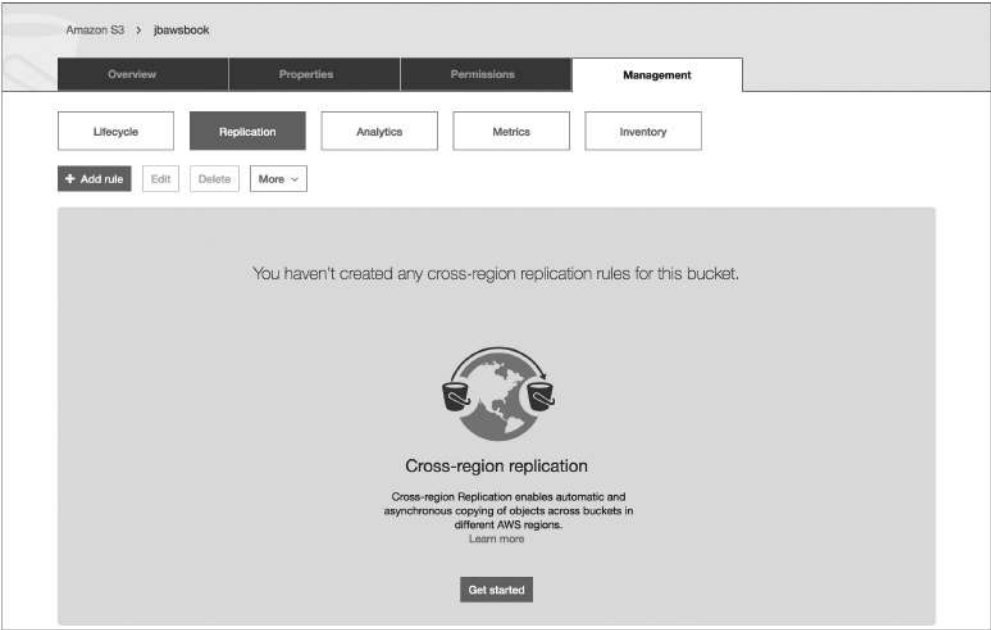 Amazon S3 > jbawsbook
Overview Properties Permissions Management
Lifecycle Replication Analytics Metrics Inventory
+ Add rule Edit Delete More
You haven't created any cross-region replication rules for this bucket.
Cross-region replication
Cross-region Replication enables automatic and
asynchronous copying of objects across buckets in
different AWS regions.
Learn more
Get started